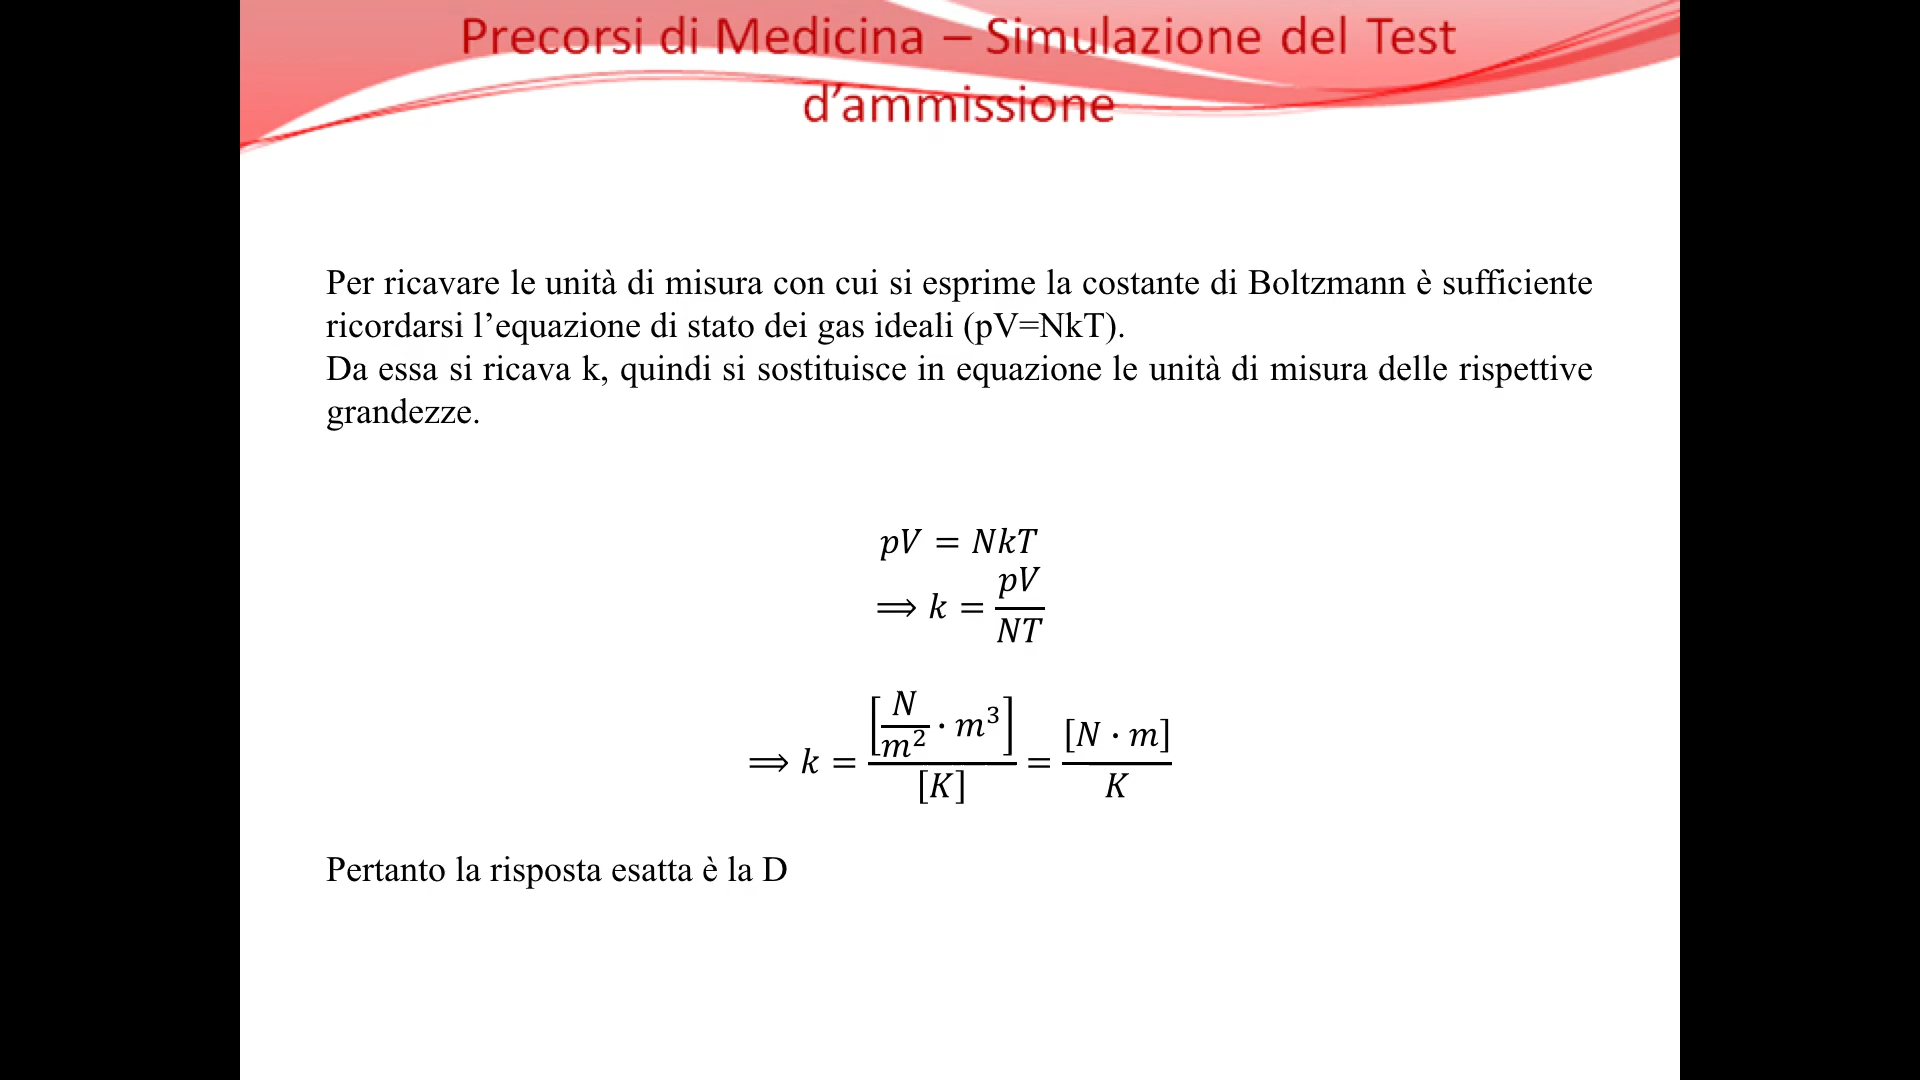 Precorsi di Medicina – Simulazione del Test
d’ammissione
Per ricavare le unità di misura con cui si esprime la costante di Boltzmann è sufficiente
ricordarsi l’equazione di stato dei gas ideali (pV=NkT).
Da essa si ricava k, quindi si sostituisce in equazione le unità di misura delle rispettive
grandezze.
pV = NkT
⟹ k = pV/NT
⟹ k = [N/m² · m³]/[K] = [N · m]/K
Pertanto la risposta esatta è la D